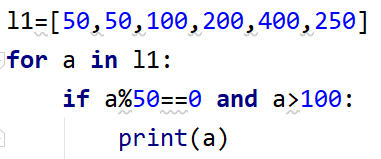 l1=[50,50,100,200,400,250]
for a in l1:
    if a%50==0 and a>100:
        print(a)